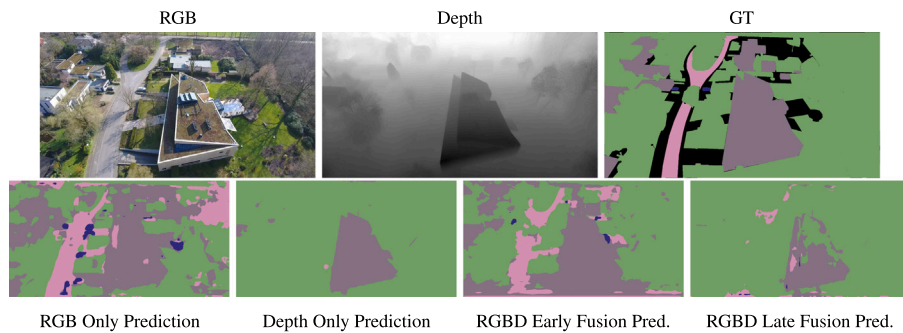 RGB
Depth
GT
RGB Only Prediction
Depth Only Prediction
RGBD Early Fusion Pred.
RGBD Late Fusion Pred.